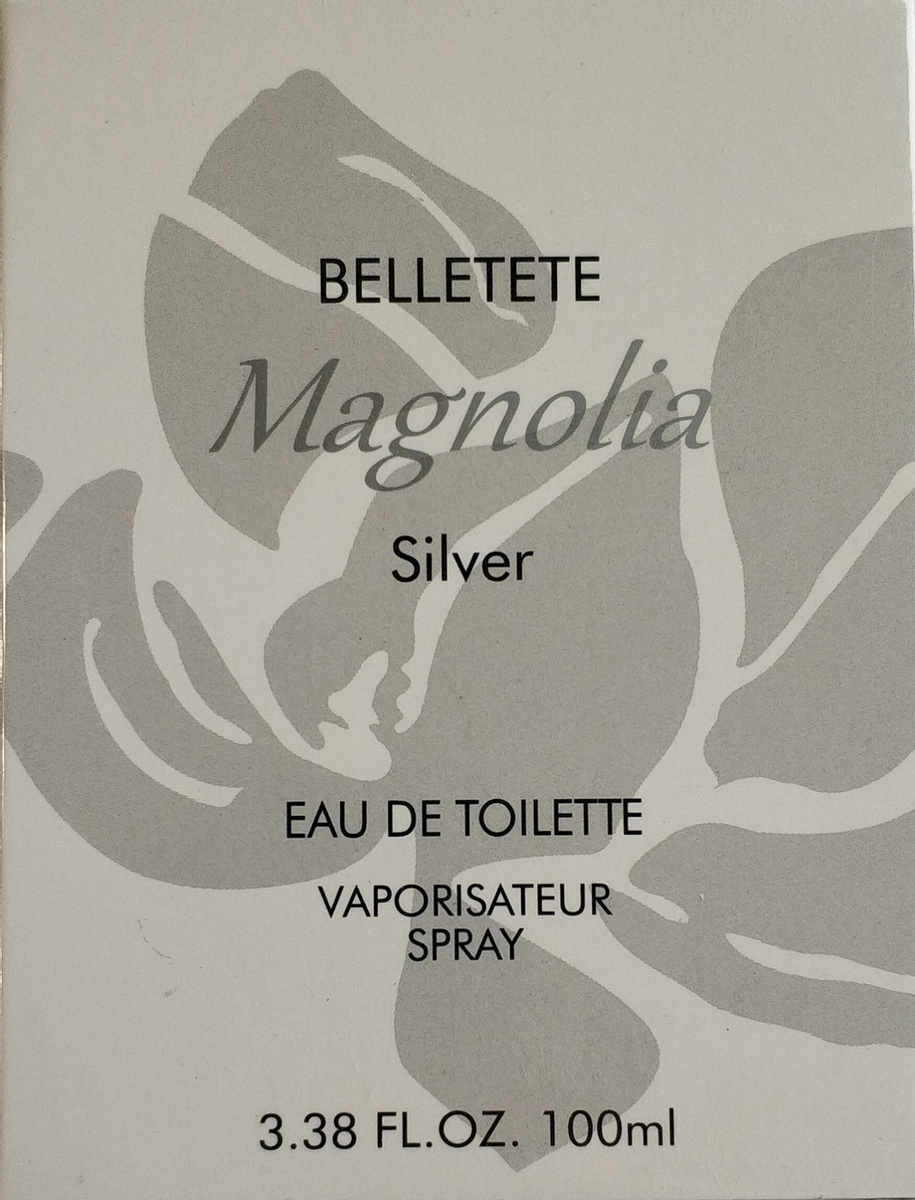 BELLETETE
Magnolia
Silver
EAU DE TOILETTE
VAPORISATEUR
SPRAY
3.38 FL.OZ. 100ml